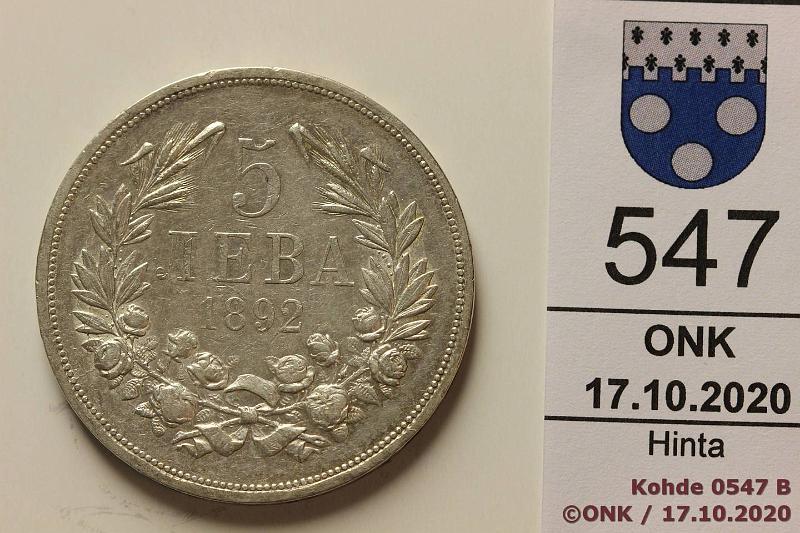 5
ЛЕВА
1892
547
ONK
17.10.2020
Hinta
Kohde 0547 B
©ONK / 17.10.2020